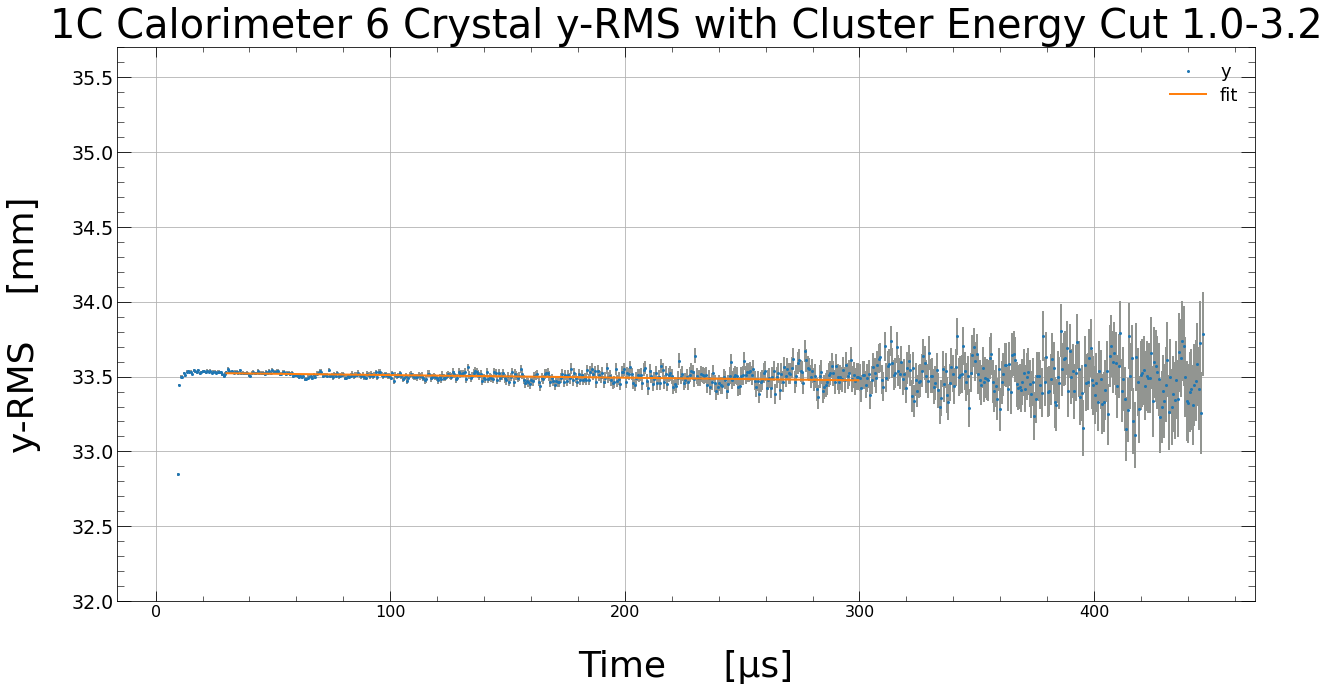 1C Calorimeter 6 Crystal y-RMS with Cluster Energy Cut 1.0-3.2
y
fit
35.5
35.0
34.5
34.0
33.5
33.0
32.5
32.0
y-RMS [mm]
0 100 200 300 400
Time [µs]